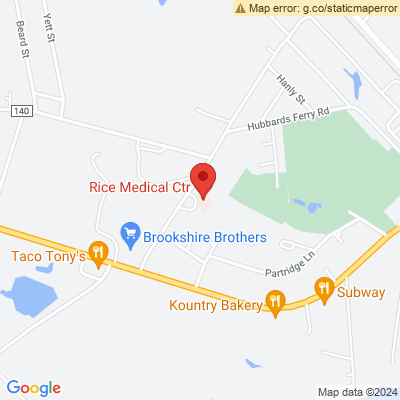 Map error: g.co/staticmaperror
Beard St
Yett St
Hanly St
140
Hubbards Ferry Rd
Rice Medical Ctr
Brookshire Brothers
Taco Tony's
Partridge Ln
Kountry Bakery
Subway
Google
Map data ©2024